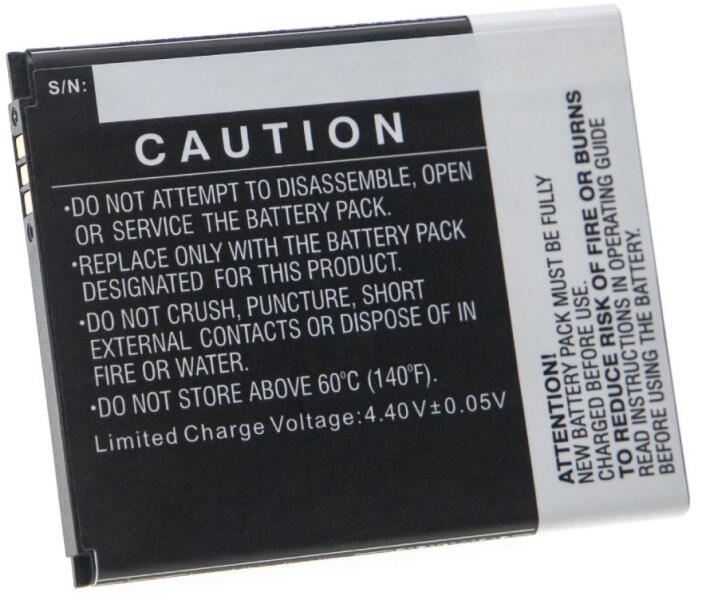 S/N:
CAUTION
•DO NOT ATTEMPT TO DISASSEMBLE, OPEN
OR SERVICE THE BATTERY PACK.
•REPLACE ONLY WITH THE BATTERY PACK
DESIGNATED FOR THIS PRODUCT.
•DO NOT CRUSH, PUNCTURE, SHORT
EXTERNAL CONTACTS OR DISPOSE OF IN
FIRE OR WATER.
•DO NOT STORE ABOVE 60°C (140°F).
Limited Charge Voltage:4.40V±0.05V
ATTENTION!
NEW BATTERY PACK MUST BE FULLY
CHARGED BEFORE USE.
TO REDUCE RISK OF FIRE OR BURNS
READ INSTRUCTIONS IN OPERATING GUIDE
BEFORE USING THE BATTERY.